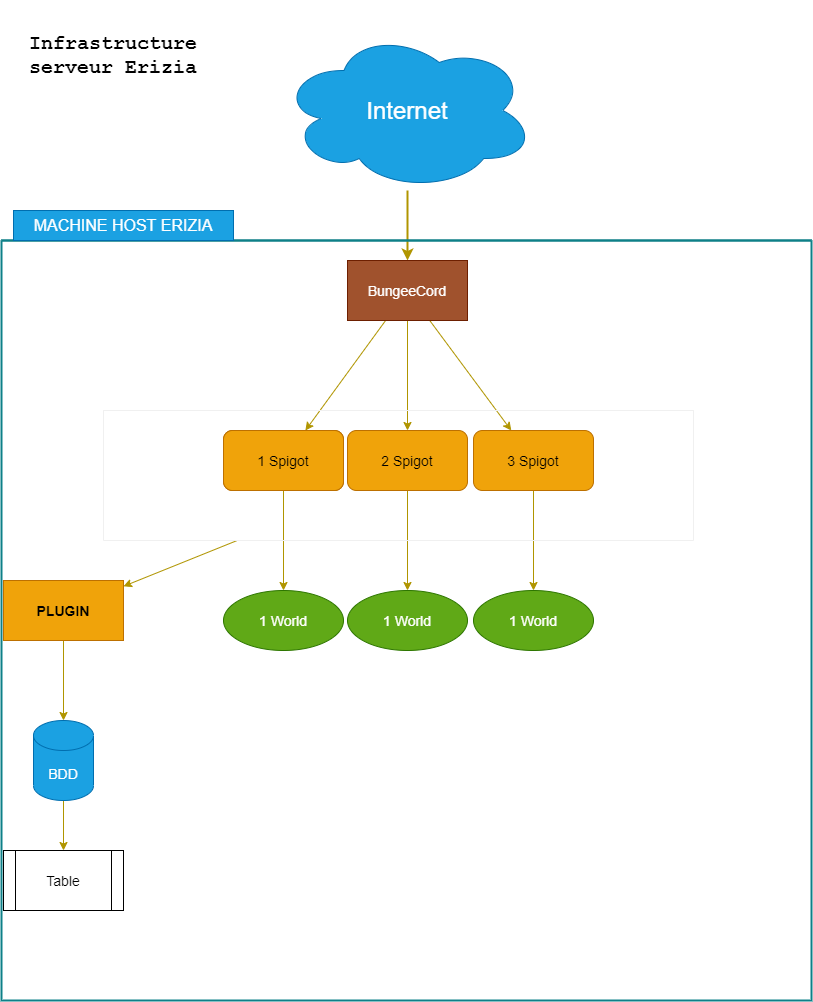 Infrastructure
serveur Erizia
Internet
MACHINE HOST ERIZIA
BungeeCord
1 Spigot
2 Spigot
3 Spigot
PLUGIN
1 World
1 World
1 World
BDD
Table